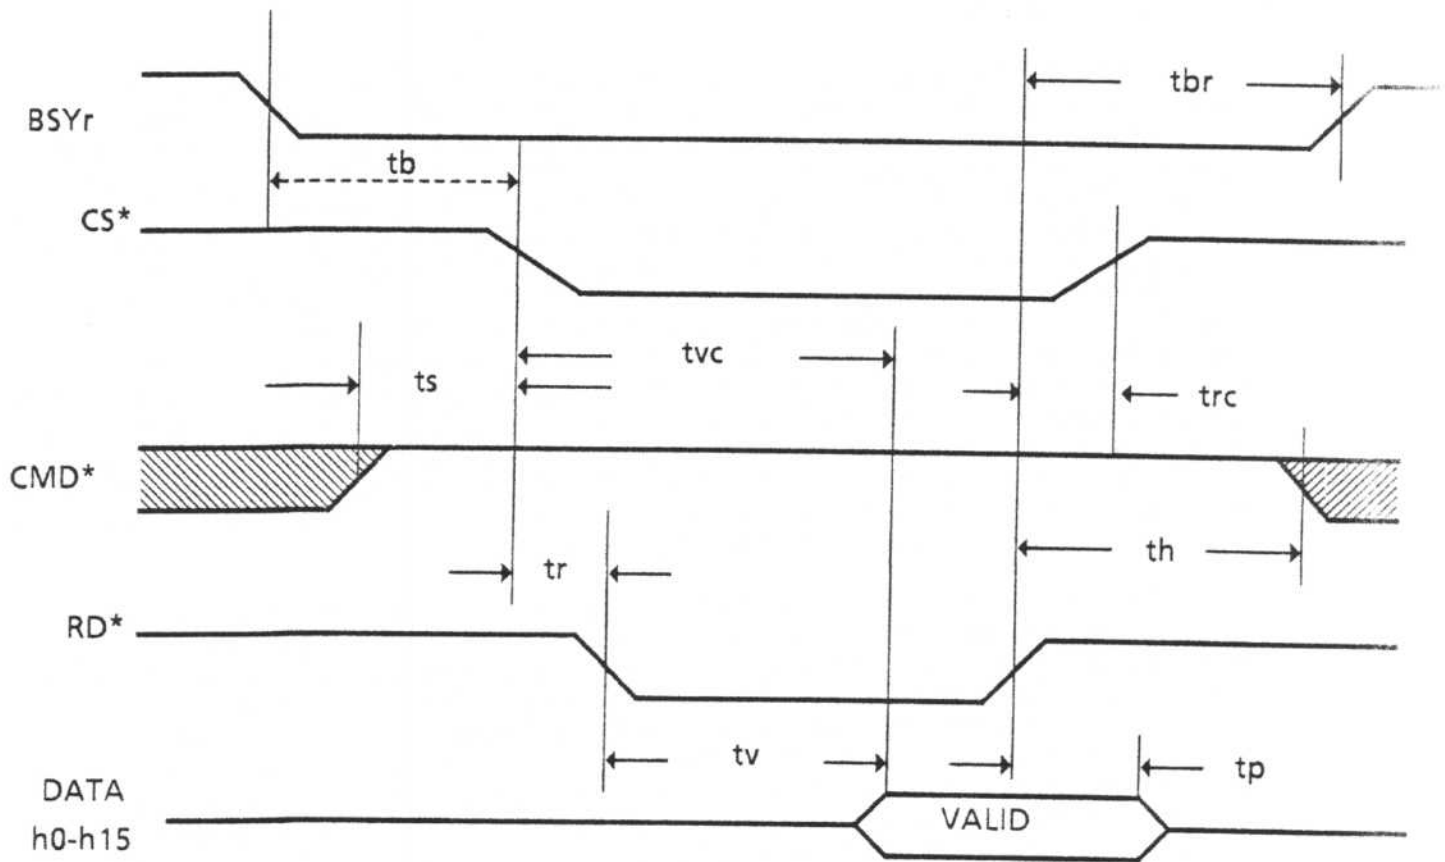 tbr
BSYr
tb
CS*
tvc
ts
trc
CMD*
th
tr
RD*
tv
tp
DATA
VALID
h0-h15